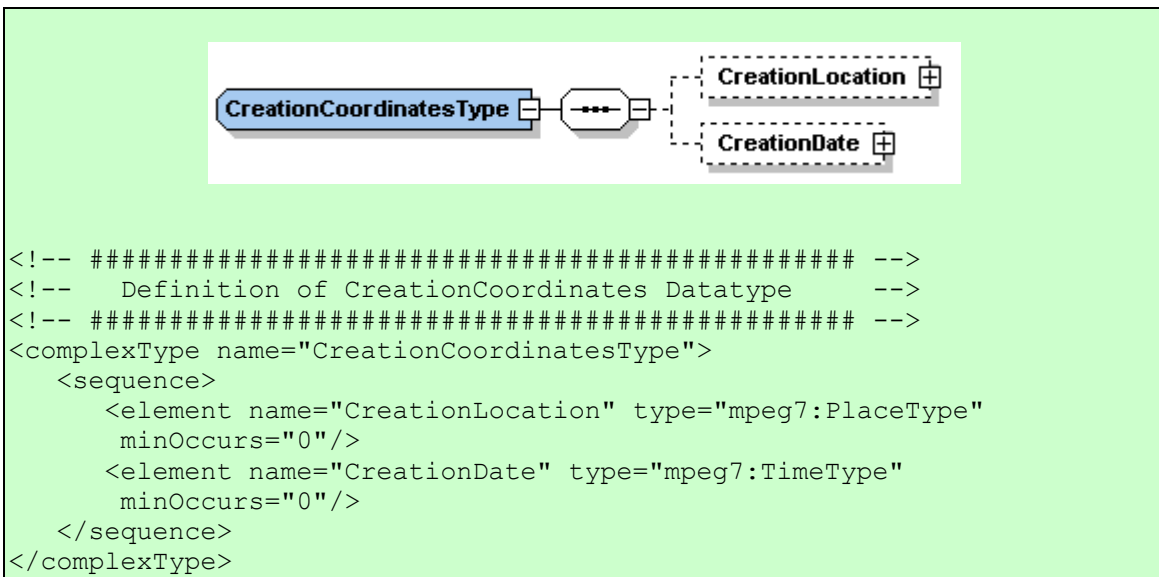 CreationLocation
CreationCoordinatesType
CreationDate
<!-- ################################################ -->
<!--   Definition of CreationCoordinates Datatype     -->
<!-- ################################################ -->
<complexType name="CreationCoordinatesType">
   <sequence>
      <element name="CreationLocation" type="mpeg7:PlaceType"
       minOccurs="0"/>
      <element name="CreationDate" type="mpeg7:TimeType"
       minOccurs="0"/>
   </sequence>
</complexType>